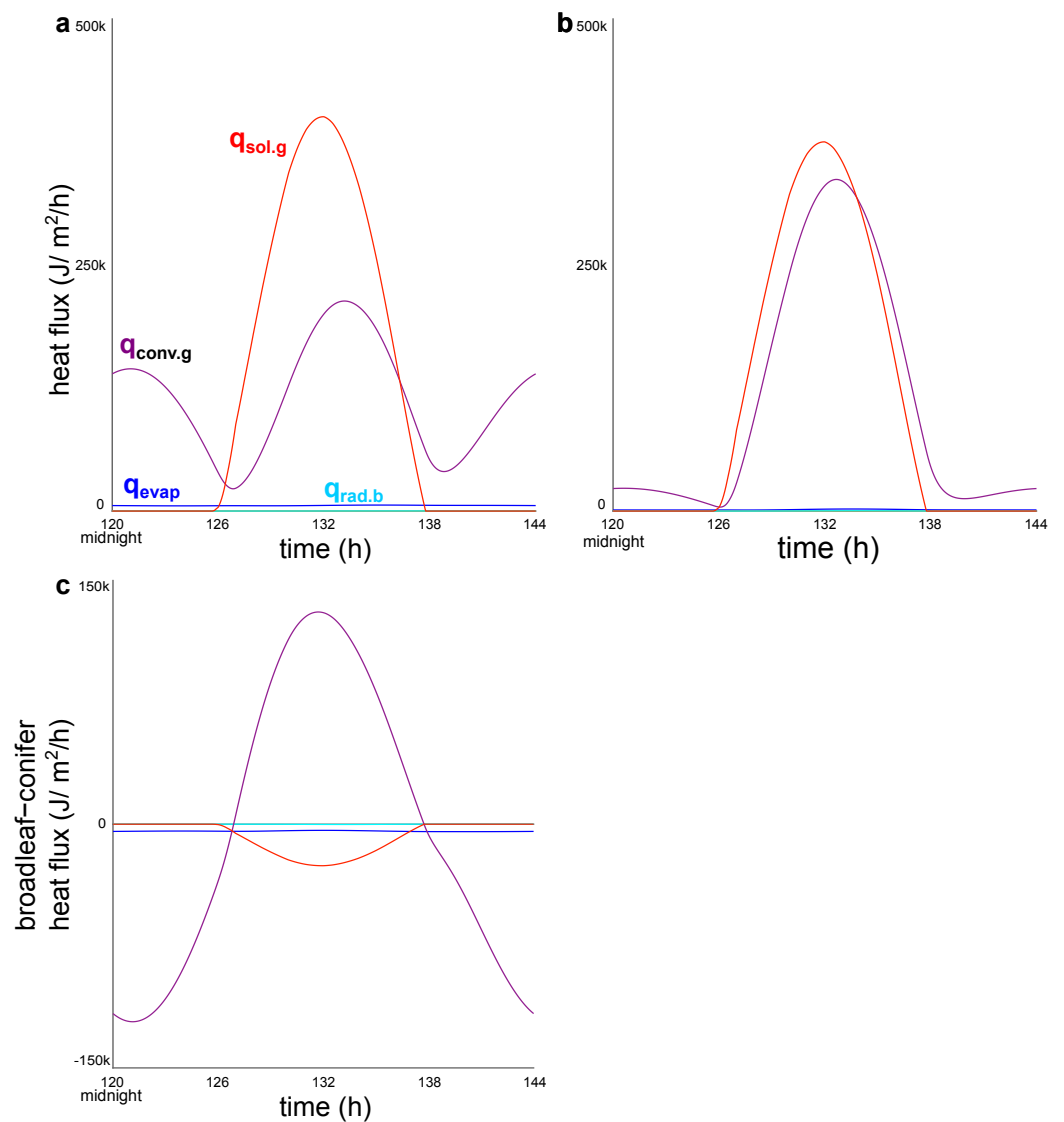 a
500k
250k
0
heat flux (J/ m²/h)
q_sol.g
q_conv.g
q_evap
q_rad.b
120
126
132
138
144
midnight
time (h)
b
500k
250k
0
120
126
132
138
144
midnight
time (h)
c
150k
0
-150k
broadleaf−conifer
heat flux (J/ m²/h)
120
126
132
138
144
midnight
time (h)